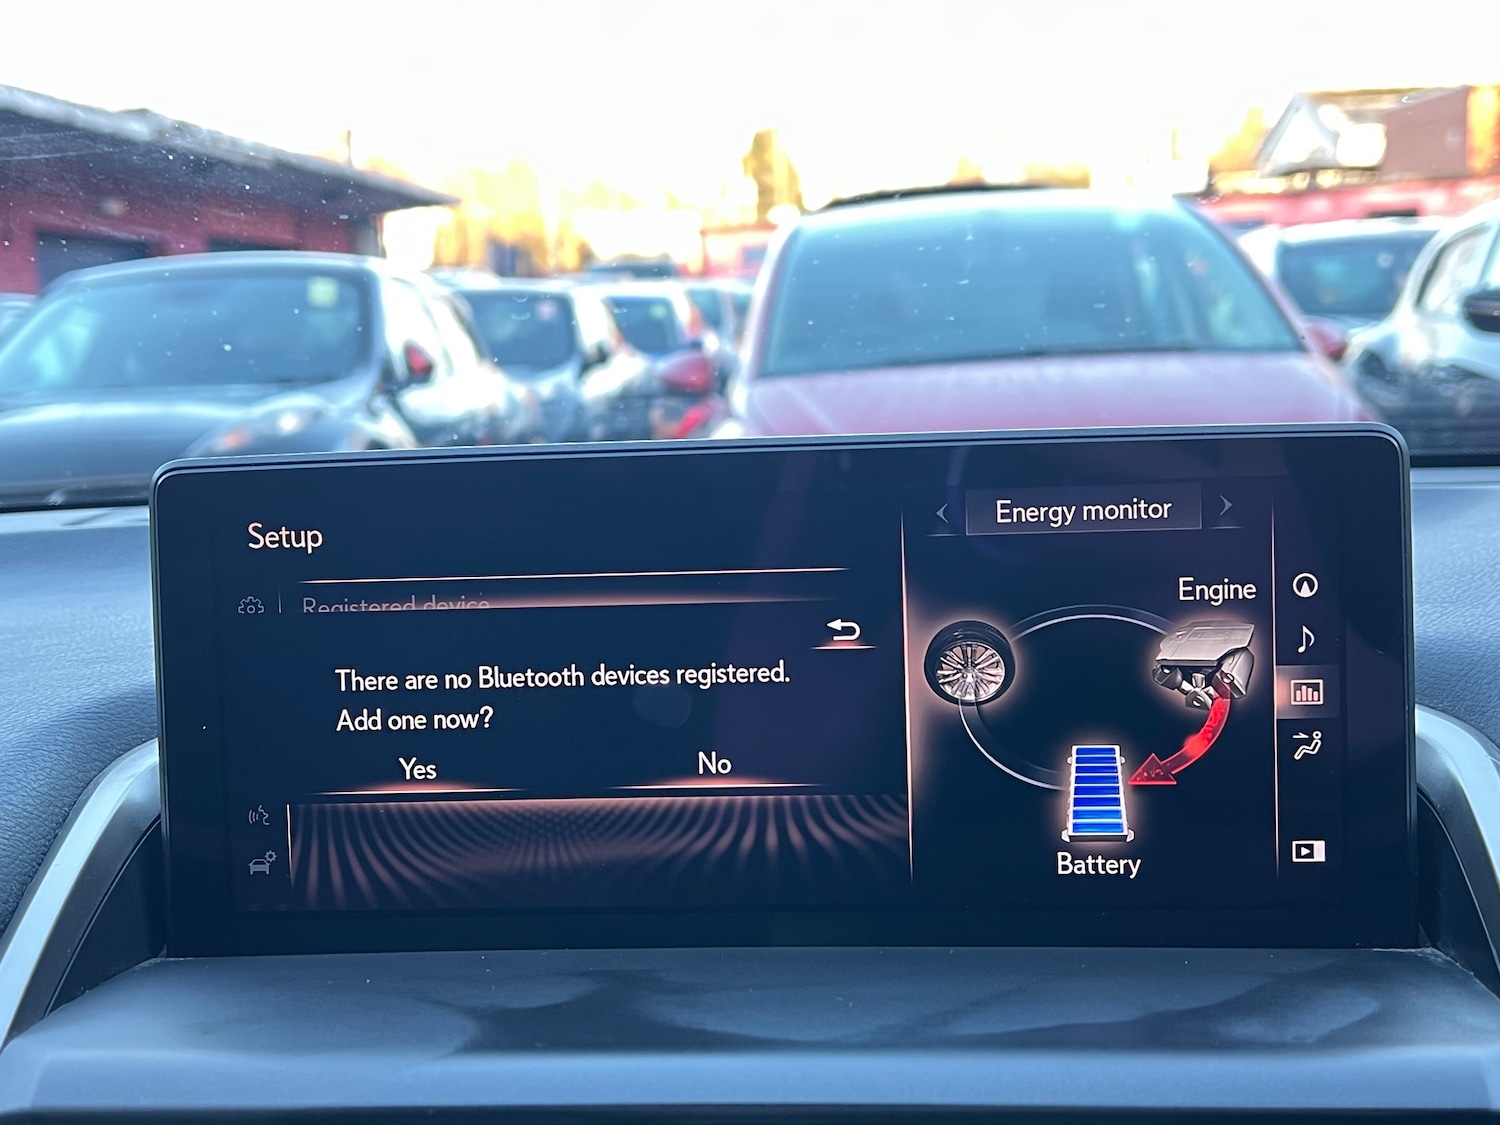 Setup
Registered device
There are no Bluetooth devices registered.
Add one now?
Yes
No
Energy monitor
Engine
Battery